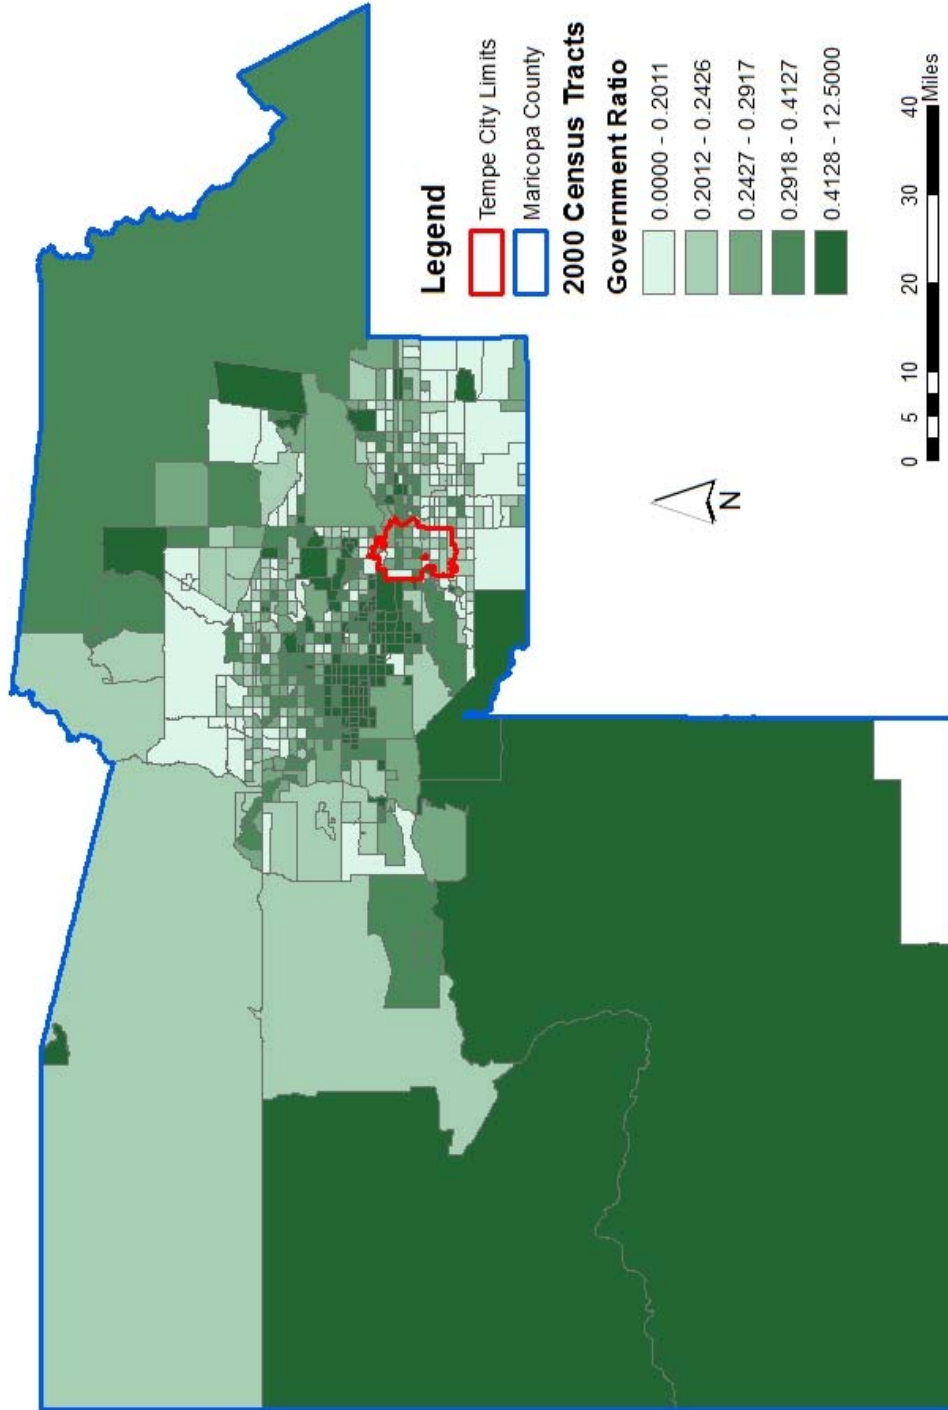 Legend
Tempe City Limits
Maricopa County
2000 Census Tracts
Government Ratio
0.0000 - 0.2011
0.2012 - 0.2426
0.2427 - 0.2917
0.2918 - 0.4127
0.4128 - 12.5000
N
0 5 10 20 30 40
Miles